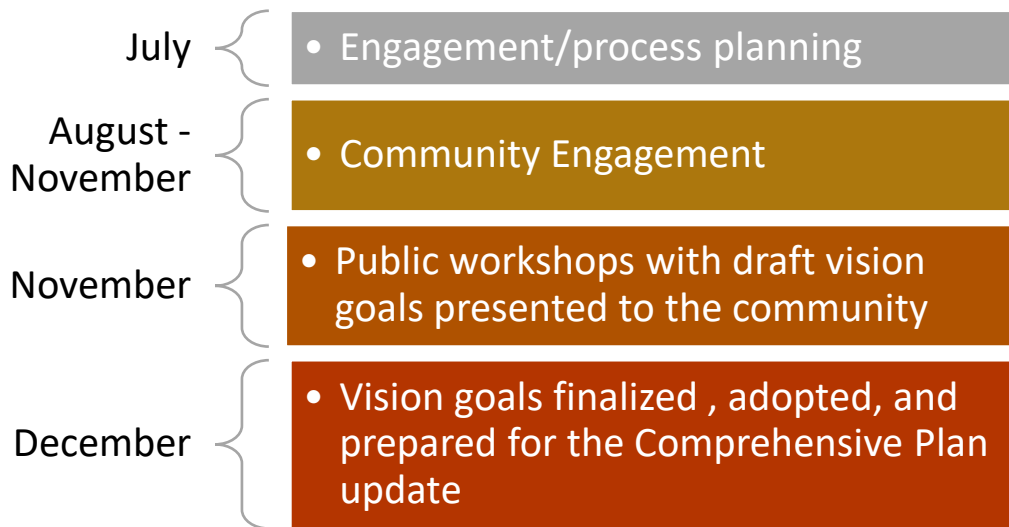 July
• Engagement/process planning
August -
November
• Community Engagement
November
• Public workshops with draft vision
goals presented to the community
December
• Vision goals finalized , adopted, and
prepared for the Comprehensive Plan
update